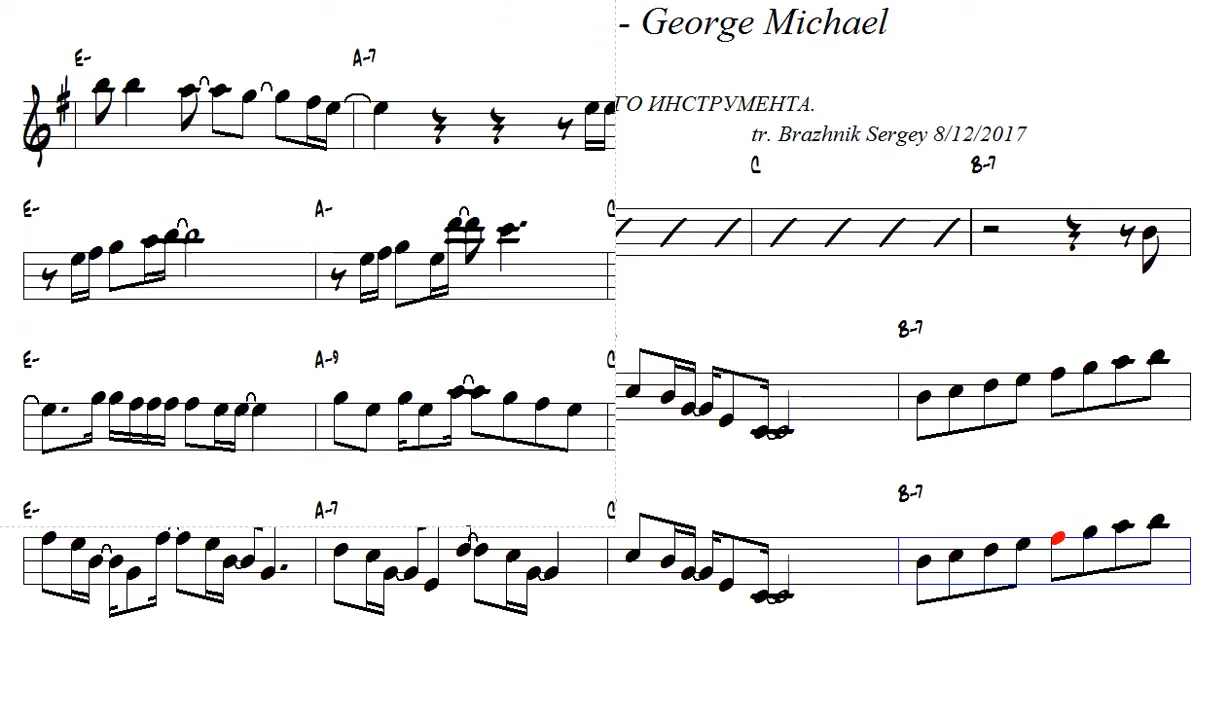 - George Michael
E- A-7
ГО ИНСТРУМЕНТА.
tr. Brazhnik Sergey 8/12/2017
C B-7
E- A- C
B-7
E- A-9 C
B-7
E- A-7 C